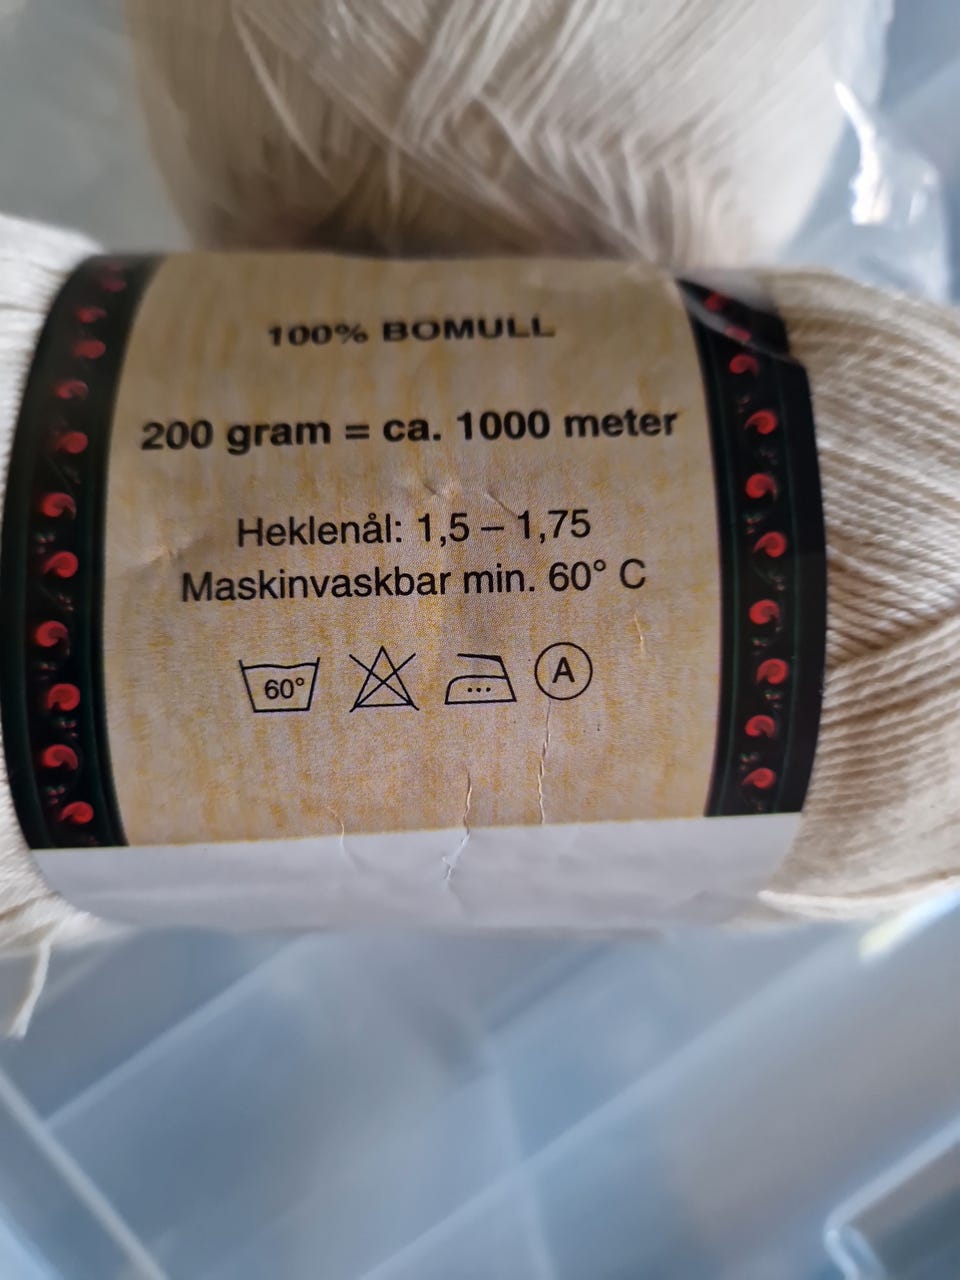 100% BOMULL
200 gram = ca. 1000 meter
Heklenål: 1,5 – 1,75
Maskinvaskbar min. 60° C
60° A